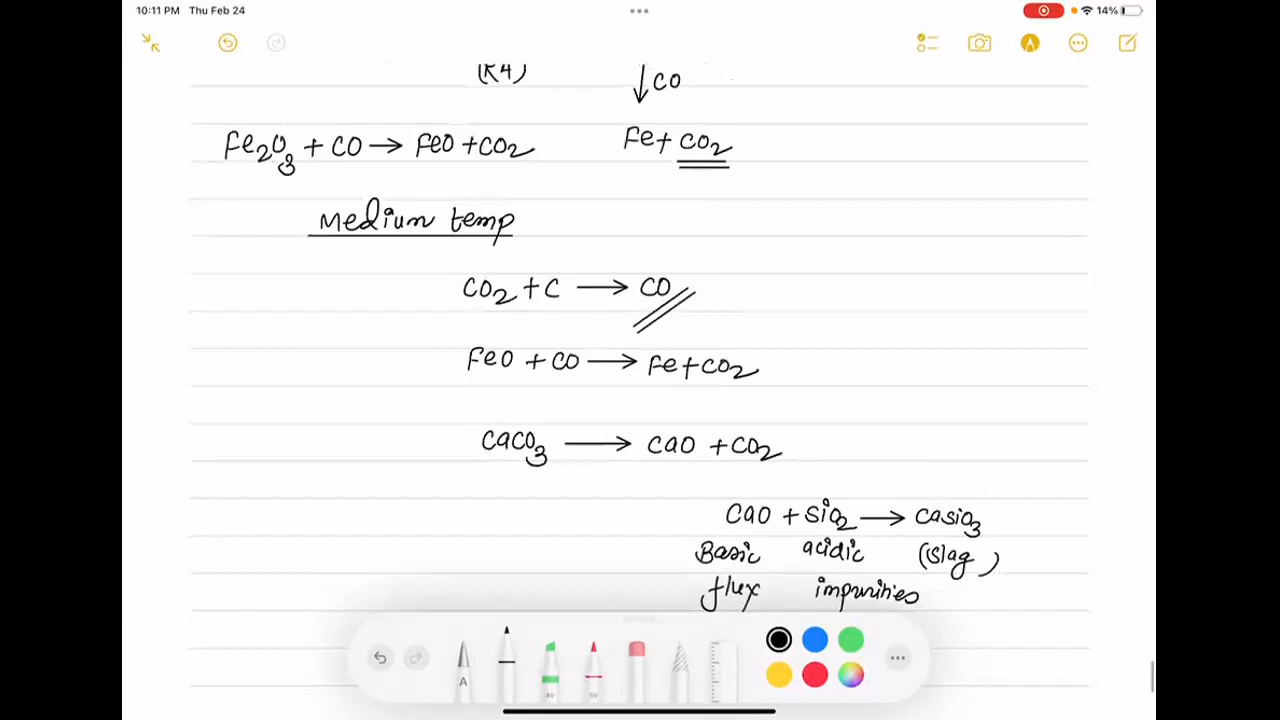 10:11 PM Thu Feb 24
14%
↓ CO
Fe2O3 + CO → FeO + CO2
Fe + CO2
Medium temp
CO2 + C → CO
FeO + CO → Fe + CO2
CaCO3 → CaO + CO2
CaO + SiO2 → CaSiO3
Basic acidic (Slag)
flux impurities
A